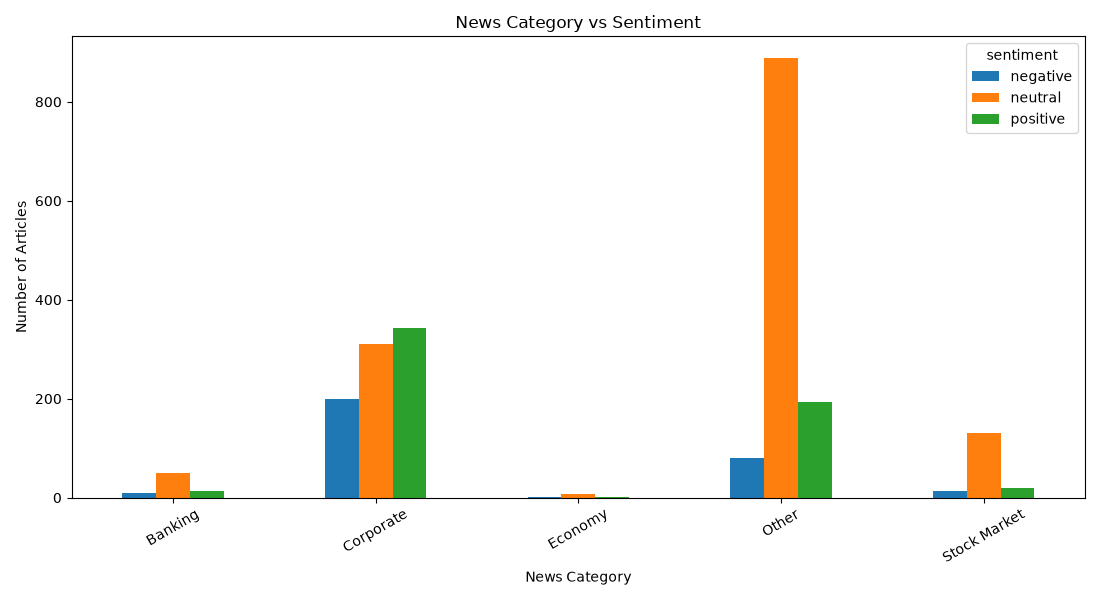 News Category vs Sentiment
sentiment
negative
neutral
positive
Number of Articles
800
600
400
200
0
Banking
Corporate
Economy
Other
Stock Market
News Category